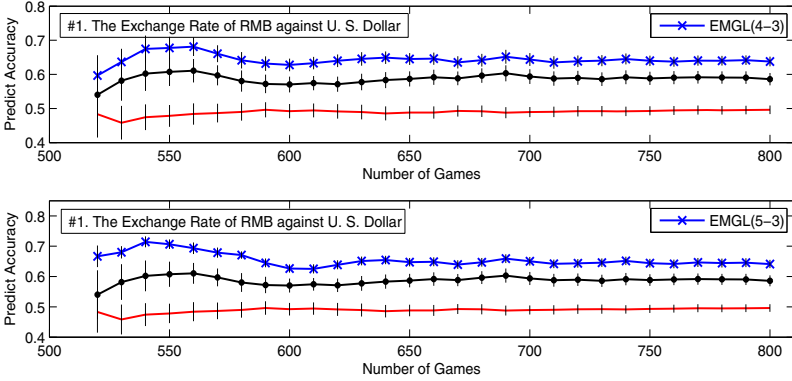 0.8
#1. The Exchange Rate of RMB against U. S. Dollar
EMGL(4−3)
0.7
0.6
0.5
0.4
Predict Accuracy
500 550 600 650 700 750 800
Number of Games
#1. The Exchange Rate of RMB against U. S. Dollar
EMGL(5−3)
0.8
0.7
0.6
0.5
0.4
Predict Accuracy
500 550 600 650 700 750 800
Number of Games